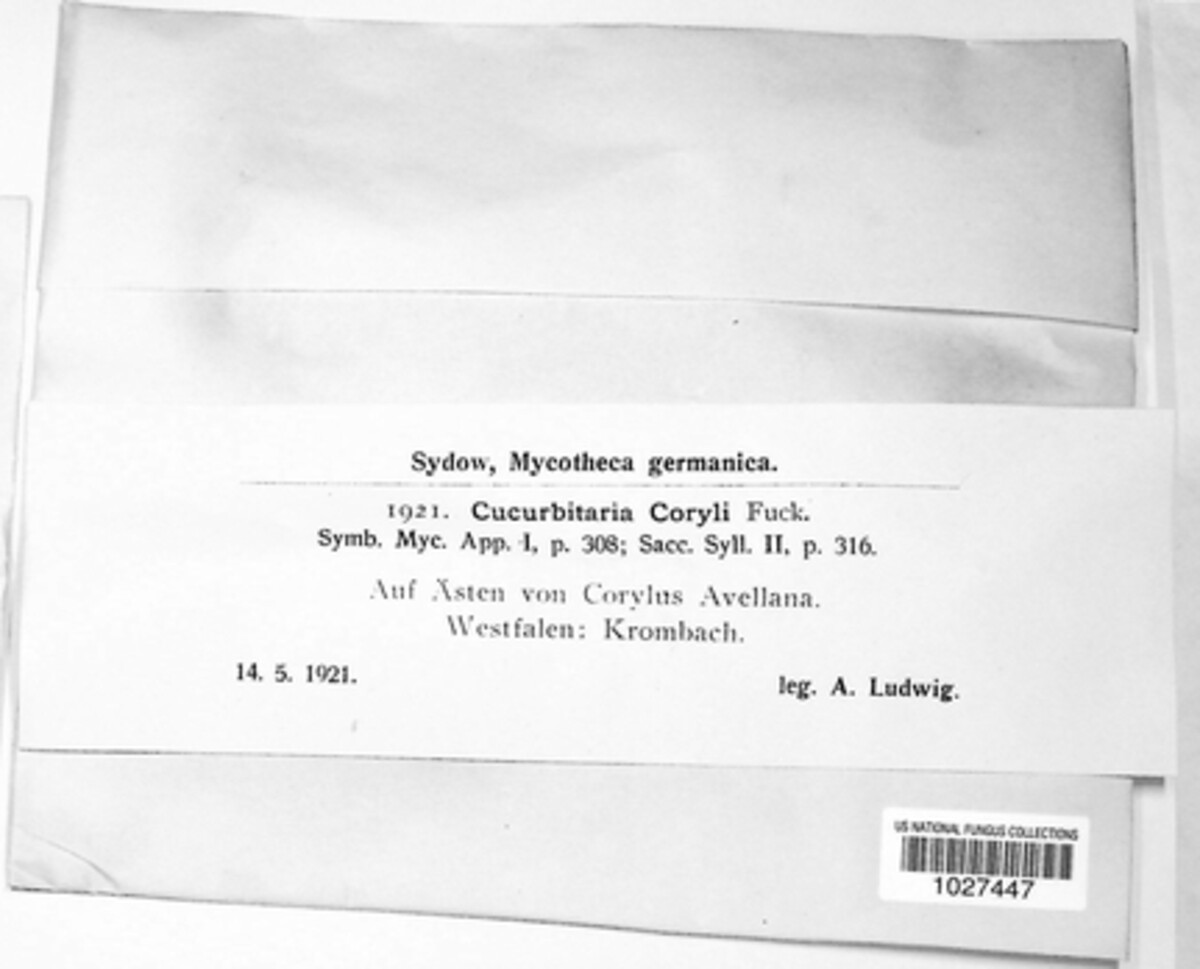 Sydow, Mycotheca germanica.
1921. Cucurbitaria Coryli Fuck.
Symb. Myc. App. I, p. 308; Sacc. Syll. II, p. 316.
Auf Ästen von Corylus Avellana.
Westfalen: Krombach.
14. 5. 1921.
leg. A. Ludwig.
US NATIONAL FUNGUS COLLECTIONS
1027447